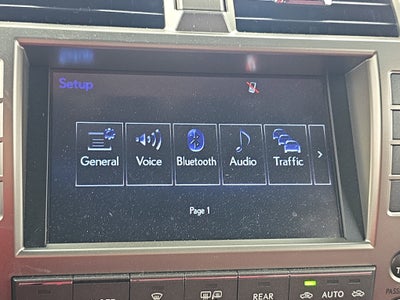 Setup
General Voice Bluetooth Audio Traffic
Page 1
REAR
AUTO